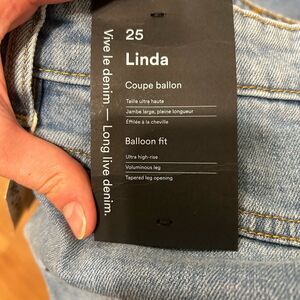 Vive le denim — Long live denim.
25
Linda
Coupe ballon
Taille ultra haute
Jambe large, pleine longueur
Effilée à la cheville
Balloon fit
Ultra high-rise
Voluminous leg
Tapered leg opening